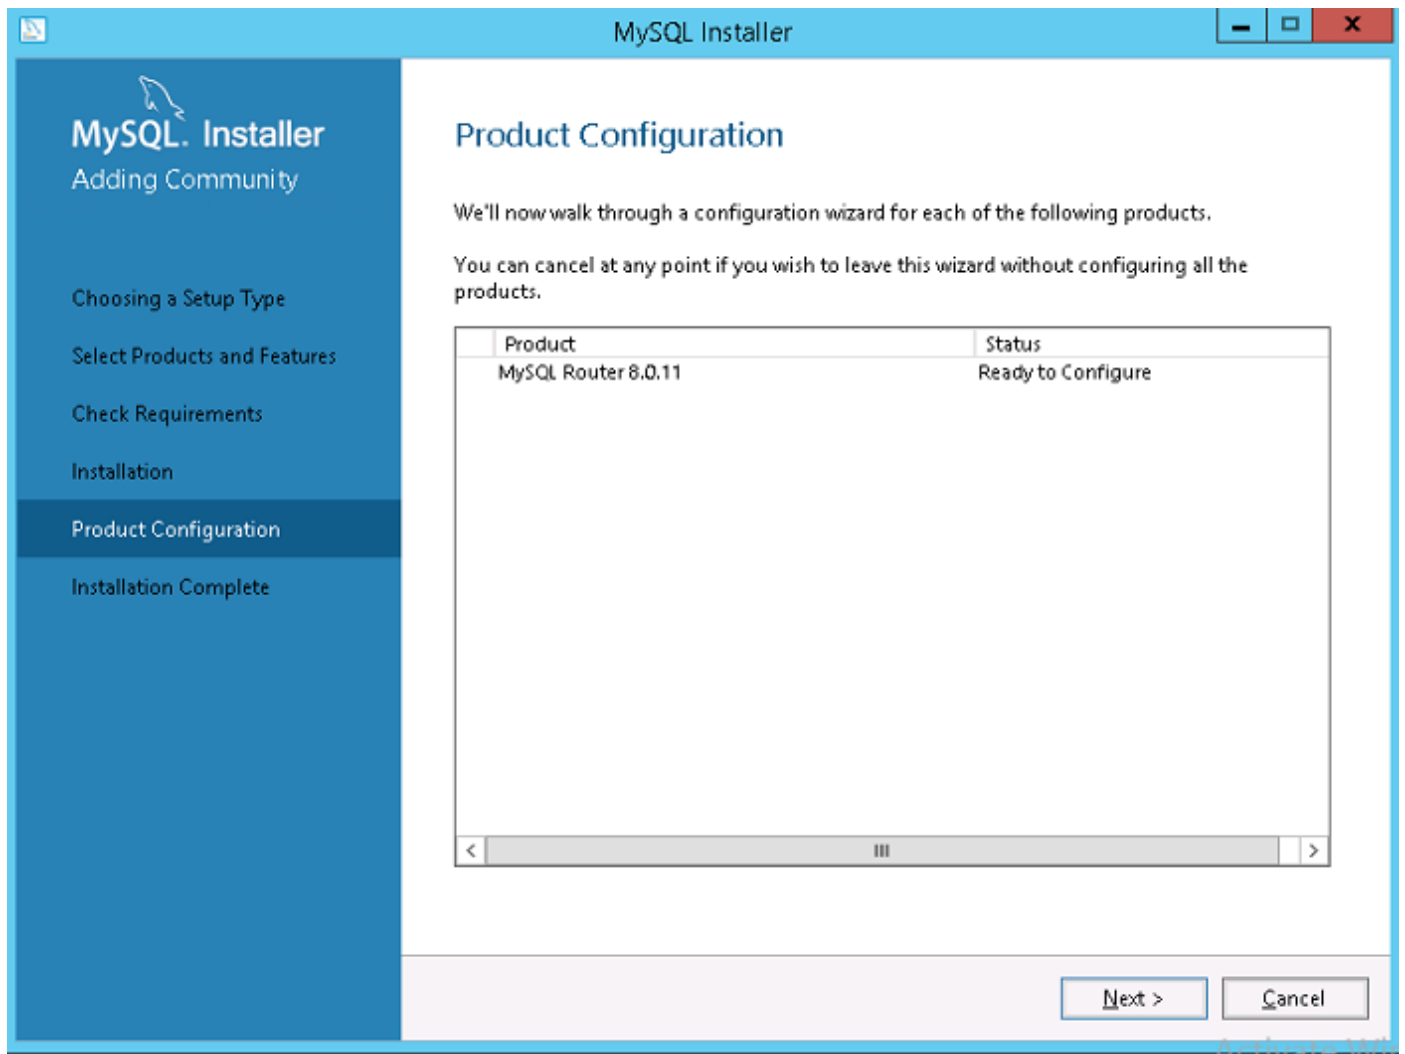 MySQL Installer
MySQL. Installer
Adding Community
Choosing a Setup Type
Select Products and Features
Check Requirements
Installation
Product Configuration
Installation Complete
Product Configuration
We'll now walk through a configuration wizard for each of the following products.
You can cancel at any point if you wish to leave this wizard without configuring all the
products.
Product Status
MySQL Router 8.0.11 Ready to Configure
Next >
Cancel